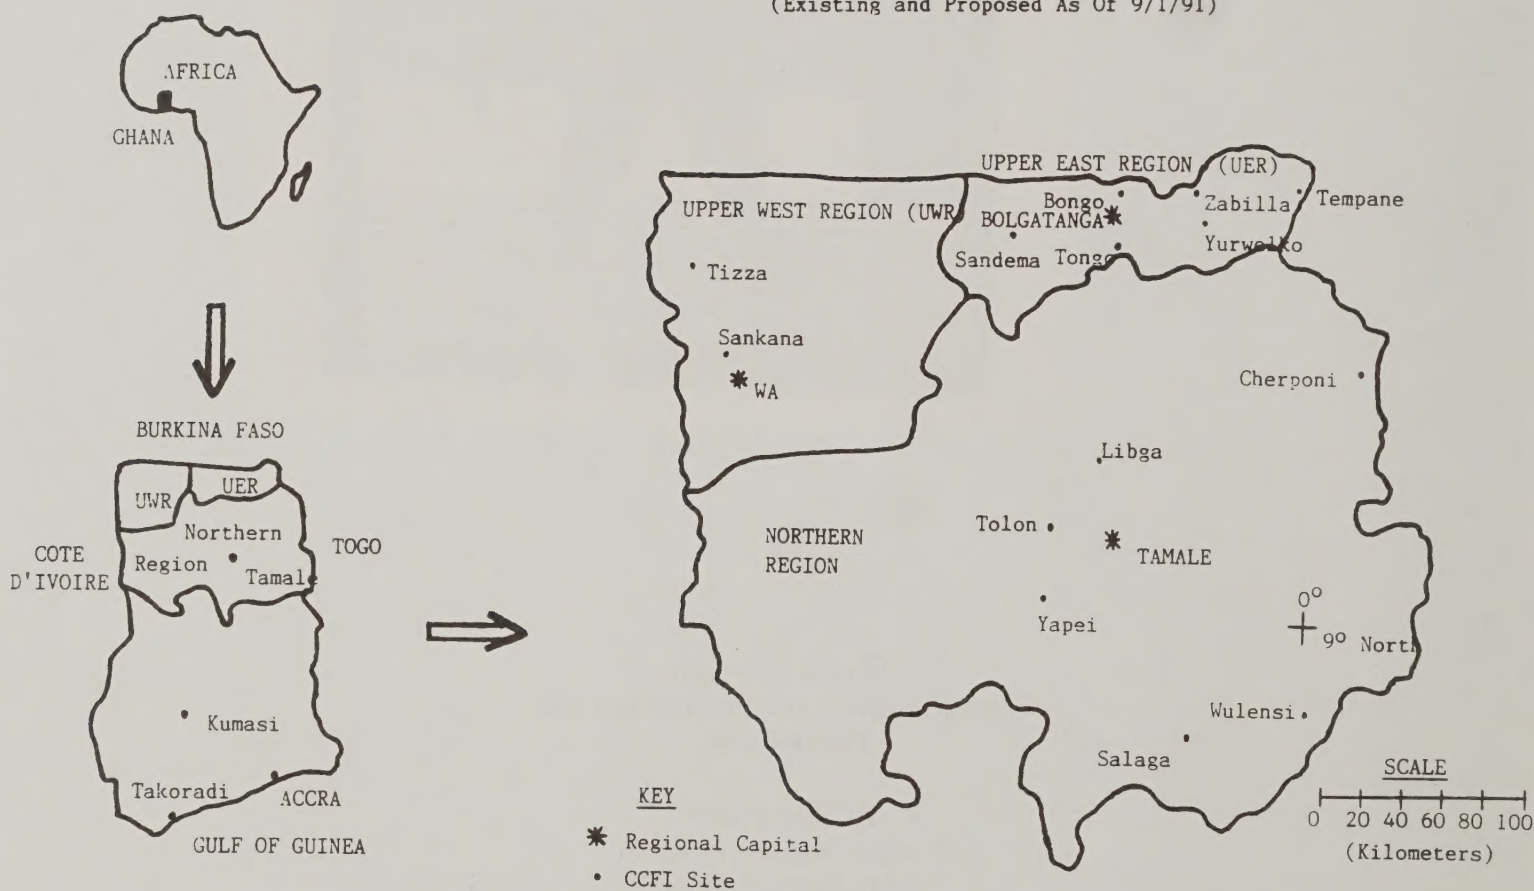 (Existing and Proposed As Of 9/1/91)
AFRICA
GHANA
BURKINA FASO
UWR
UER
Northern
Region
Tamale
COTE
D'IVOIRE
TOGO
Kumasi
Takoradi
ACCRA
GULF OF GUINEA
UPPER EAST REGION (UER)
UPPER WEST REGION (UWR)
Bongo
BOLGATANGA
Zabilla
Tempane
Sandema
Tongo
Yurwolko
Tizza
Sankana
WA
Cherponi
Libga
Tolon
TAMALE
NORTHERN
REGION
Yapei
0°
9° North
Wulensi
Salaga
KEY
Regional Capital
CCFI Site
SCALE
0 20 40 60 80 100
(Kilometers)